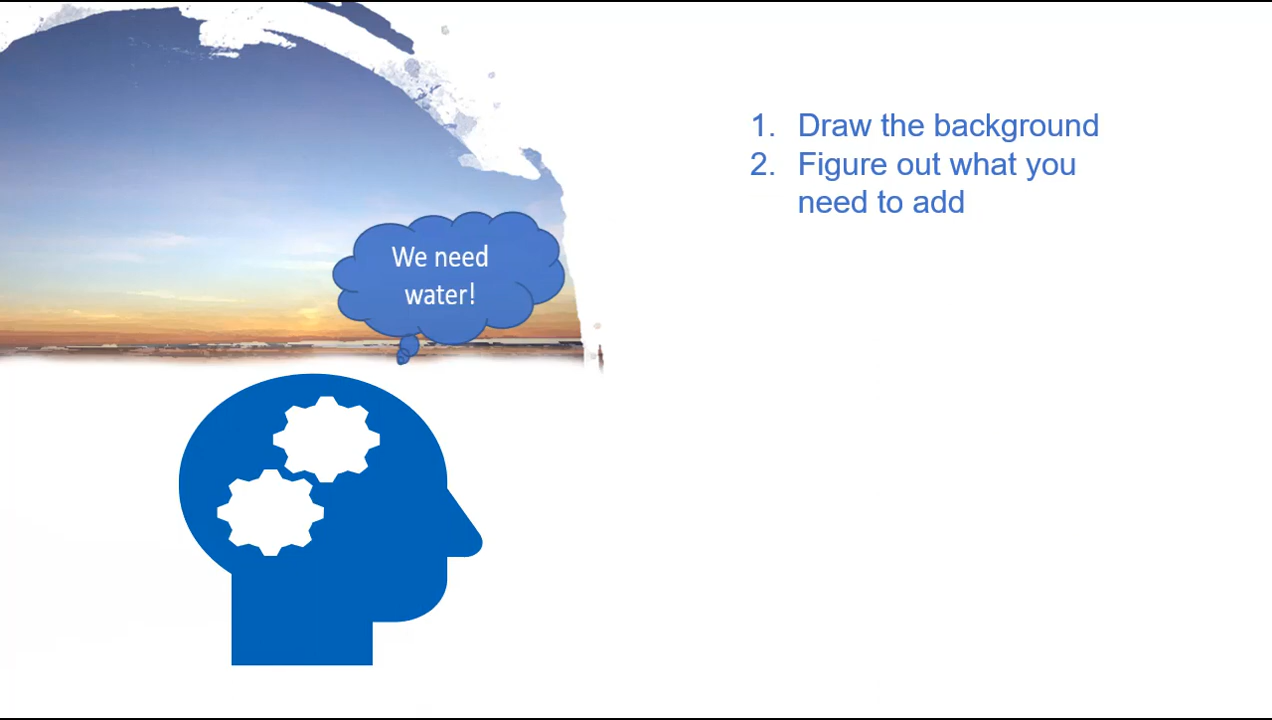 1. Draw the background
2. Figure out what you
need to add
We need
water!